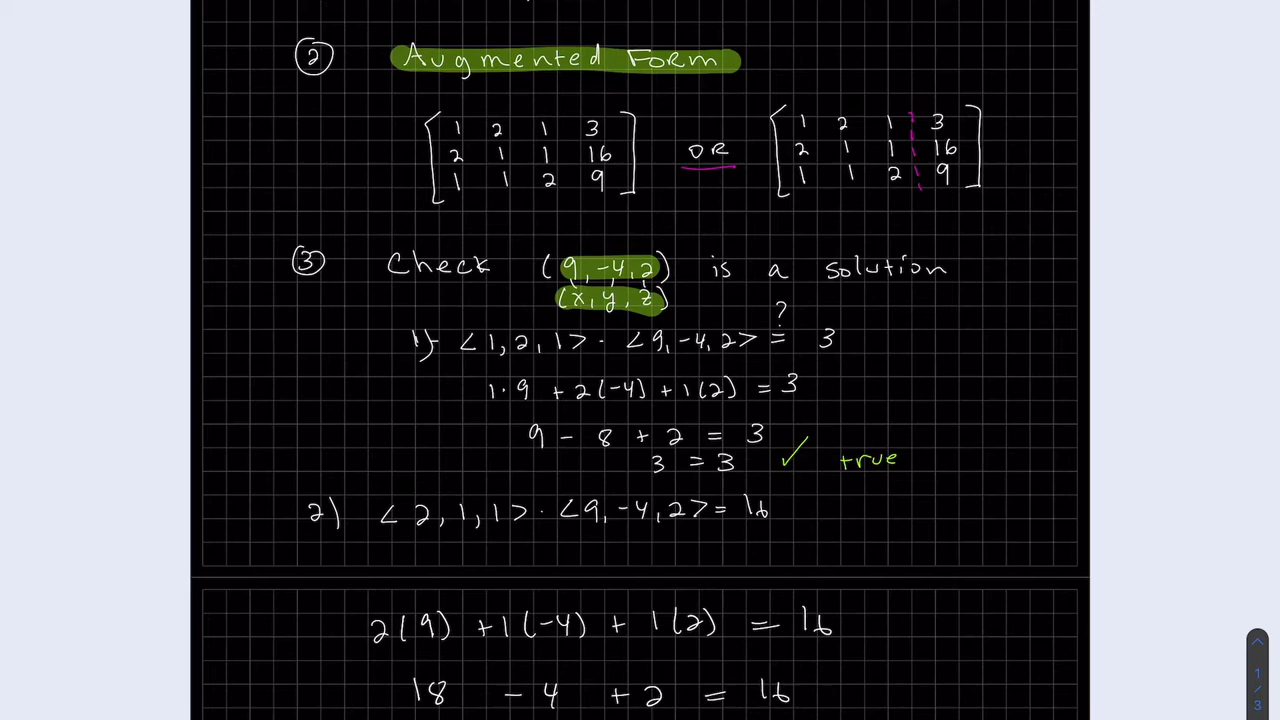 ② Augmented Form
[1 2 1 3] OR [1 2 1 ¦ 3]
[2 1 1 16] [2 1 1 ¦ 16]
[1 1 2 9] [1 1 2 ¦ 9]
③ Check (9, -4, 2) is a solution
(x, y, z)
?
1) <1, 2, 1> · <9, -4, 2> = 3
1·9 + 2(-4) + 1(2) = 3
9 - 8 + 2 = 3
3 = 3 ✓ true
2) <2, 1, 1> · <9, -4, 2> = 16
2(9) +1(-4) + 1(2) = 16
18 - 4 + 2 = 16
1/3